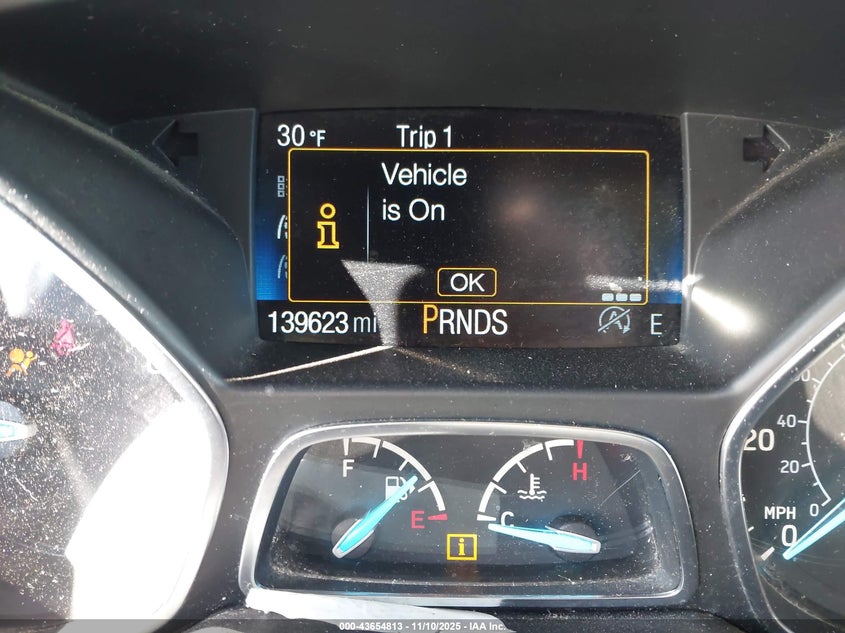 30°F Trip 1
Vehicle
is On
OK
139623 mi PRNDS E
F H
E C
20 40 20 0
MPH 0
000-43654813 - 11/10/2025 - IAA Inc.